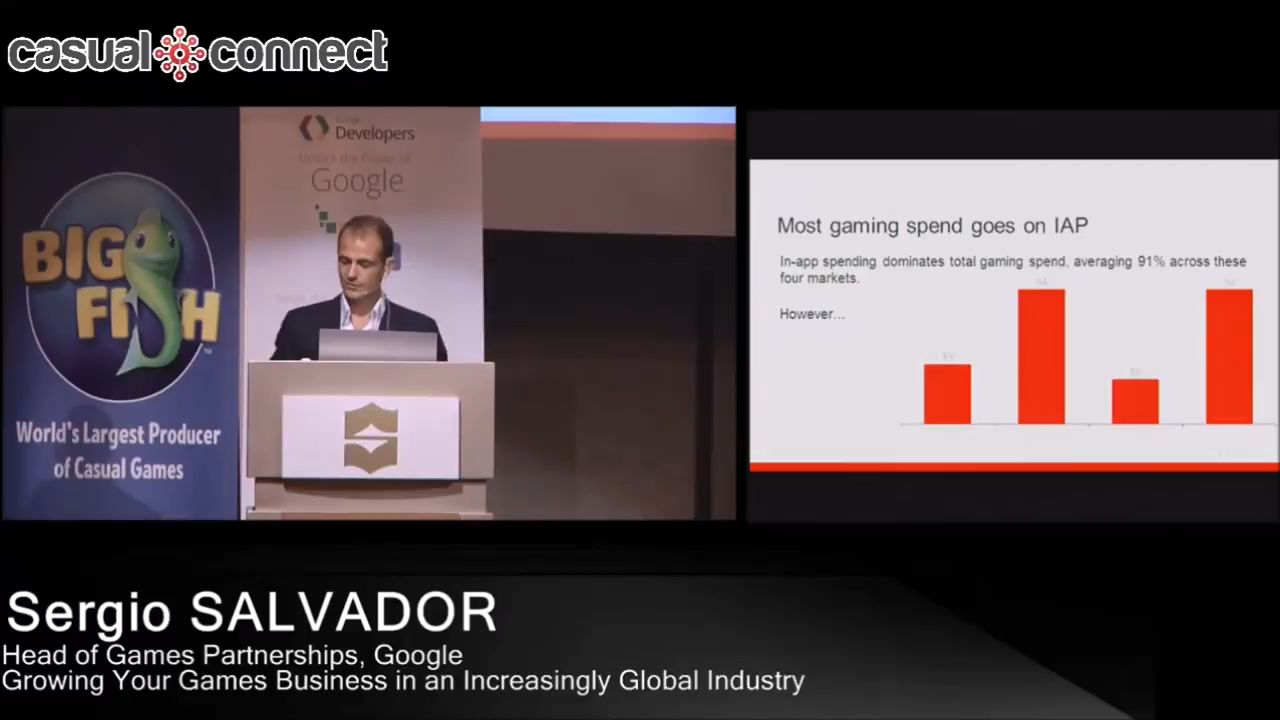 casual connect
Developers
Google
BIG
FISH
World's Largest Producer
of Casual Games
Most gaming spend goes on IAP
In-app spending dominates total gaming spend, averaging 91% across these
four markets.
However...
94
94
Sergio SALVADOR
Head of Games Partnerships, Google
Growing Your Games Business in an Increasingly Global Industry